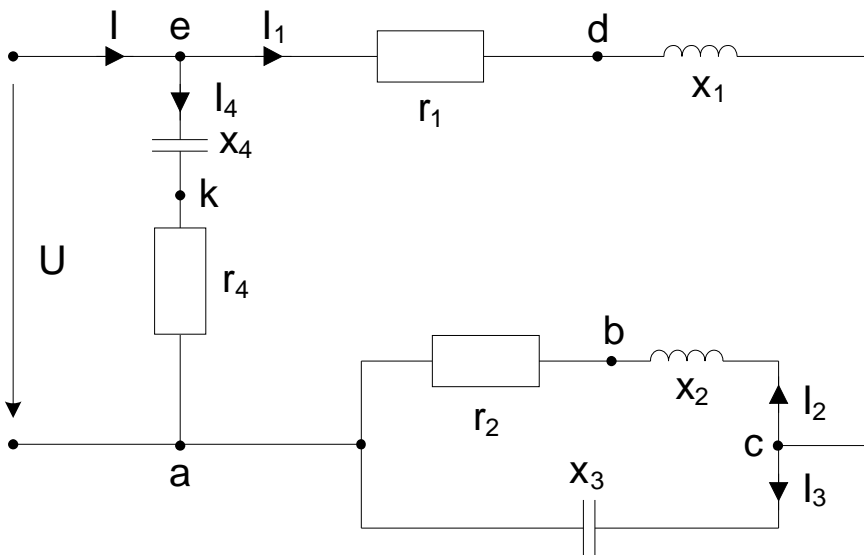 I e I₁ d
r₁ x₁
I₄
x₄
k
U r₄
b
r₂ x₂ I₂
a x₃ c I₃